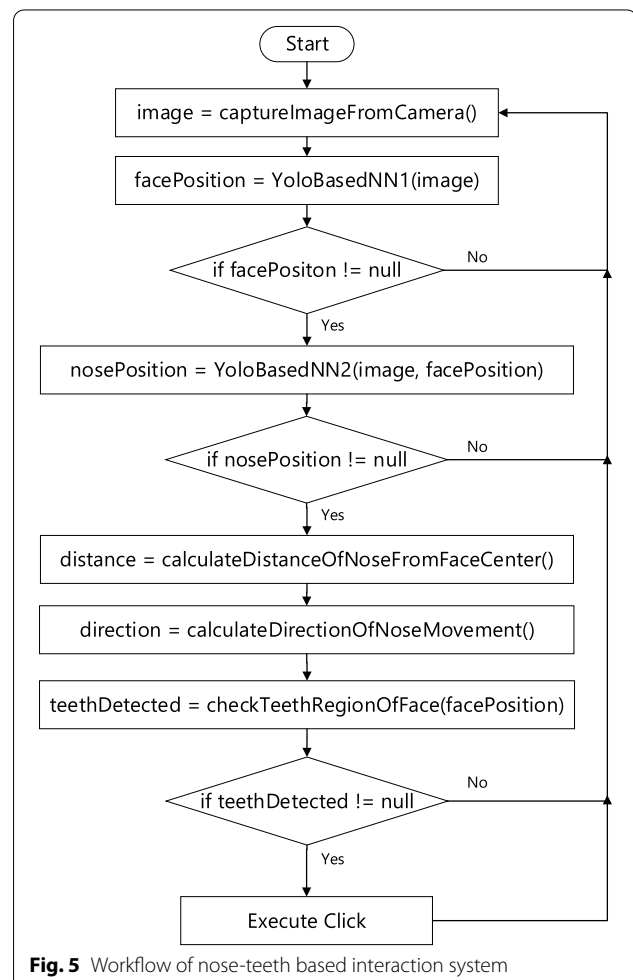 Start
image = captureImageFromCamera()
facePosition = YoloBasedNN1(image)
if facePositon != null
No
Yes
nosePosition = YoloBasedNN2(image, facePosition)
if nosePosition != null
No
Yes
distance = calculateDistanceOfNoseFromFaceCenter()
direction = calculateDirectionOfNoseMovement()
teethDetected = checkTeethRegionOfFace(facePosition)
if teethDetected != null
No
Yes
Execute Click
Fig. 5 Workflow of nose-teeth based interaction system